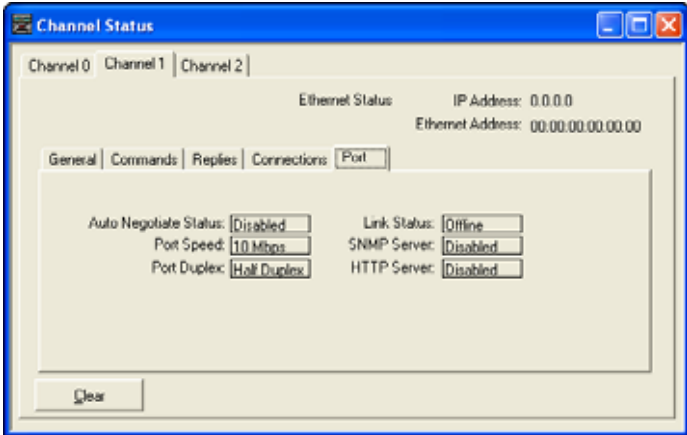 Channel Status
Channel 0 Channel 1 Channel 2
Ethernet Status IP Address: 0.0.0.0
Ethernet Address: 00:00:00:00:00:00
General Commands Replies Connections Port
Auto Negotiate Status: Disabled Link Status: Offline
Port Speed: 10 Mbps SNMP Server: Disabled
Port Duplex: Half Duplex HTTP Server: Disabled
Clear